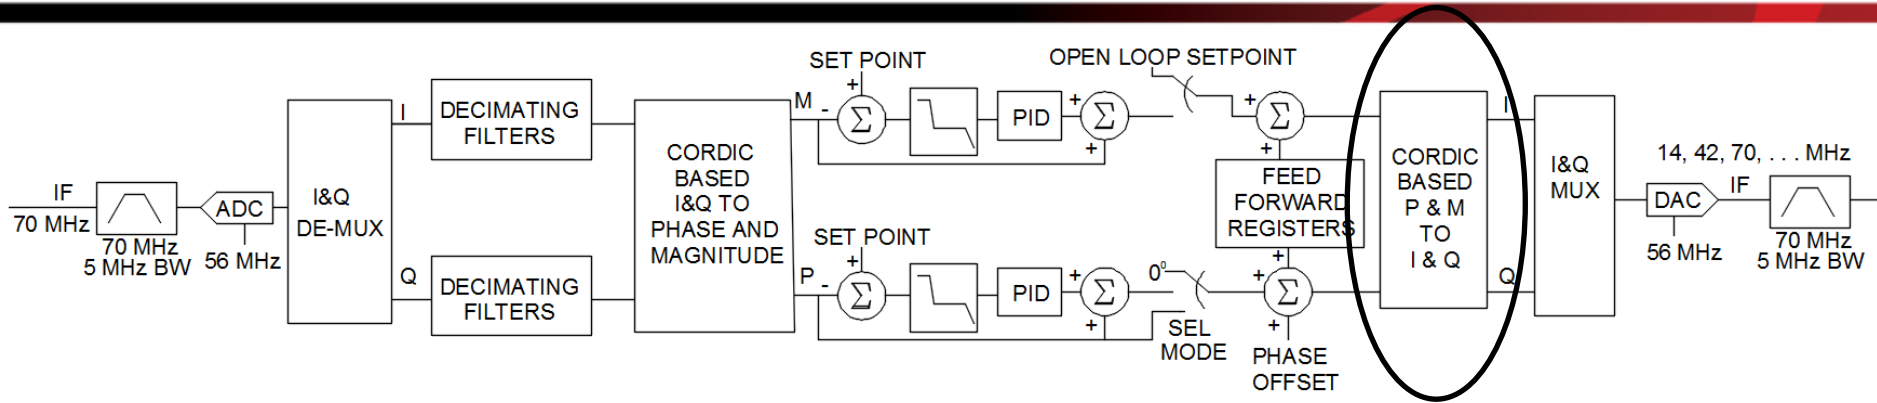 IF
70 MHz
70 MHz
5 MHz BW
ADC
56 MHz
I&Q
DE-MUX
I
Q
DECIMATING
FILTERS
DECIMATING
FILTERS
CORDIC
BASED
I&Q TO
PHASE AND
MAGNITUDE
M
-
P
-
SET POINT
+
Σ
PID
+
Σ
+
SET POINT
+
Σ
PID
+
Σ
+
OPEN LOOP SETPOINT
0⁰
SEL
MODE
+
Σ
+
FEED
FORWARD
REGISTERS
+
+
Σ
+
PHASE
OFFSET
CORDIC
BASED
P & M
TO
I & Q
I
Q
I&Q
MUX
14, 42, 70, . . . MHz
DAC
IF
56 MHz
70 MHz
5 MHz BW